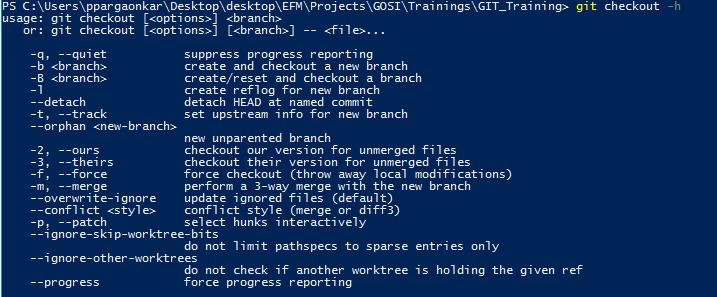 PS C:\Users\ppargaonkar\Desktop\desktop\EFM\Projects\GOSI\Trainings\GIT_Training> git checkout -h
usage: git checkout [<options>] <branch>
   or: git checkout [<options>] [<branch>] -- <file>...

    -q, --quiet           suppress progress reporting
    -b <branch>           create and checkout a new branch
    -B <branch>           create/reset and checkout a branch
    -l                    create reflog for new branch
    --detach              detach HEAD at named commit
    -t, --track           set upstream info for new branch
    --orphan <new-branch>
                          new unparented branch
    -2, --ours            checkout our version for unmerged files
    -3, --theirs          checkout their version for unmerged files
    -f, --force           force checkout (throw away local modifications)
    -m, --merge           perform a 3-way merge with the new branch
    --overwrite-ignore    update ignored files (default)
    --conflict <style>    conflict style (merge or diff3)
    -p, --patch           select hunks interactively
    --ignore-skip-worktree-bits
                          do not limit pathspecs to sparse entries only
    --ignore-other-worktrees
                          do not check if another worktree is holding the given ref
    --progress            force progress reporting